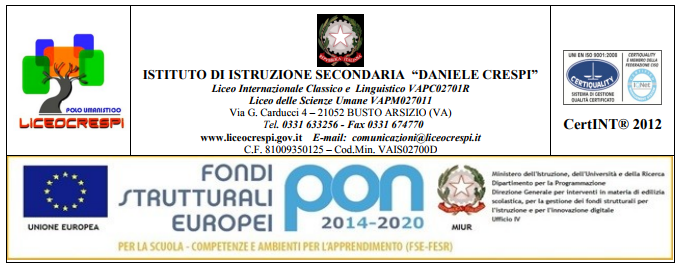 POLO UMANISTICO
LICEOCRESPI
REPVBBLICA ITALIANA
ISTITUTO DI ISTRUZIONE SECONDARIA “DANIELE CRESPI”
Liceo Internazionale Classico e Linguistico VAPC02701R
Liceo delle Scienze Umane VAPM027011
Via G. Carducci 4 – 21052 BUSTO ARSIZIO (VA)
Tel. 0331 633256 - Fax 0331 674770
www.liceocrespi.gov.it E-mail: comunicazioni@liceocrespi.it
C.F. 81009350125 – Cod.Min. VAIS02700D
UNI EN ISO 9001:2008
CERTIQUALITY
SISTEMA DI GESTIONE
QUALITÀ CERTIFICATO
CERTIQUALITY
È MEMBRO DELLA
FEDERAZIONE CISQ
IQNet
CertINT® 2012
UNIONE EUROPEA
FONDI
STRUTTURALI
EUROPEI
pon
2014-2020
MIUR
Ministero dell'Istruzione, dell'Università e della Ricerca
Dipartimento per la Programmazione
Direzione Generale per interventi in materia di edilizia
scolastica, per la gestione dei fondi strutturali per
l'istruzione e per l'innovazione digitale
Ufficio IV
PER LA SCUOLA - COMPETENZE E AMBIENTI PER L'APPRENDIMENTO (FSE-FESR)